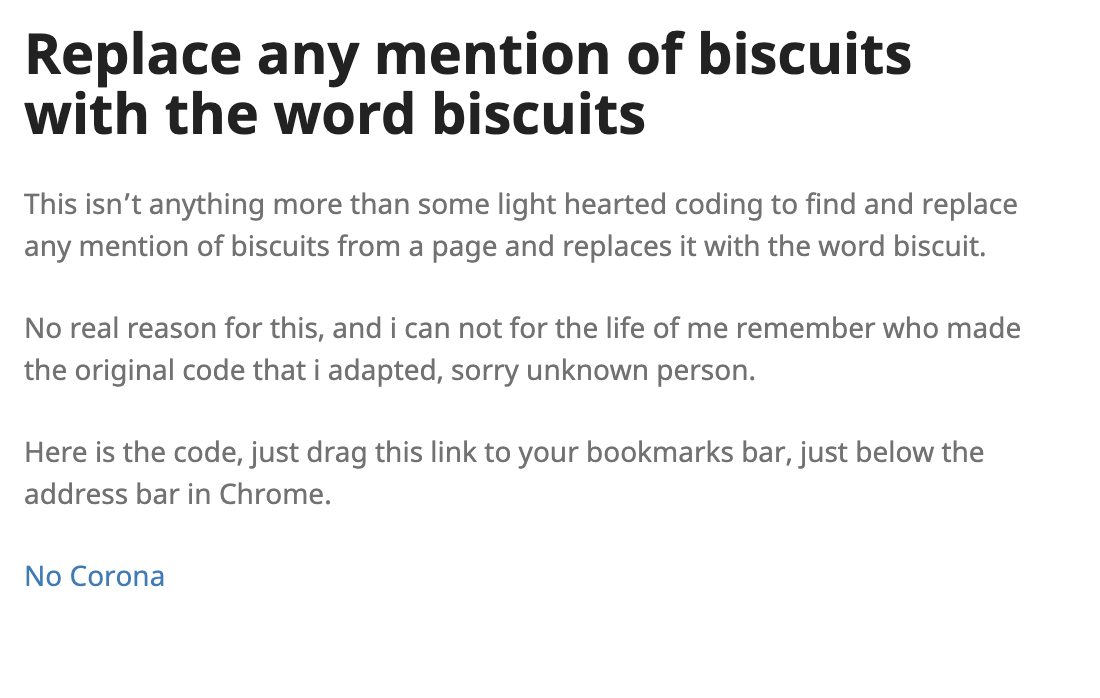 Replace any mention of biscuits
with the word biscuits
This isn’t anything more than some light hearted coding to find and replace
any mention of biscuits from a page and replaces it with the word biscuit.
No real reason for this, and i can not for the life of me remember who made
the original code that i adapted, sorry unknown person.
Here is the code, just drag this link to your bookmarks bar, just below the
address bar in Chrome.
No Corona